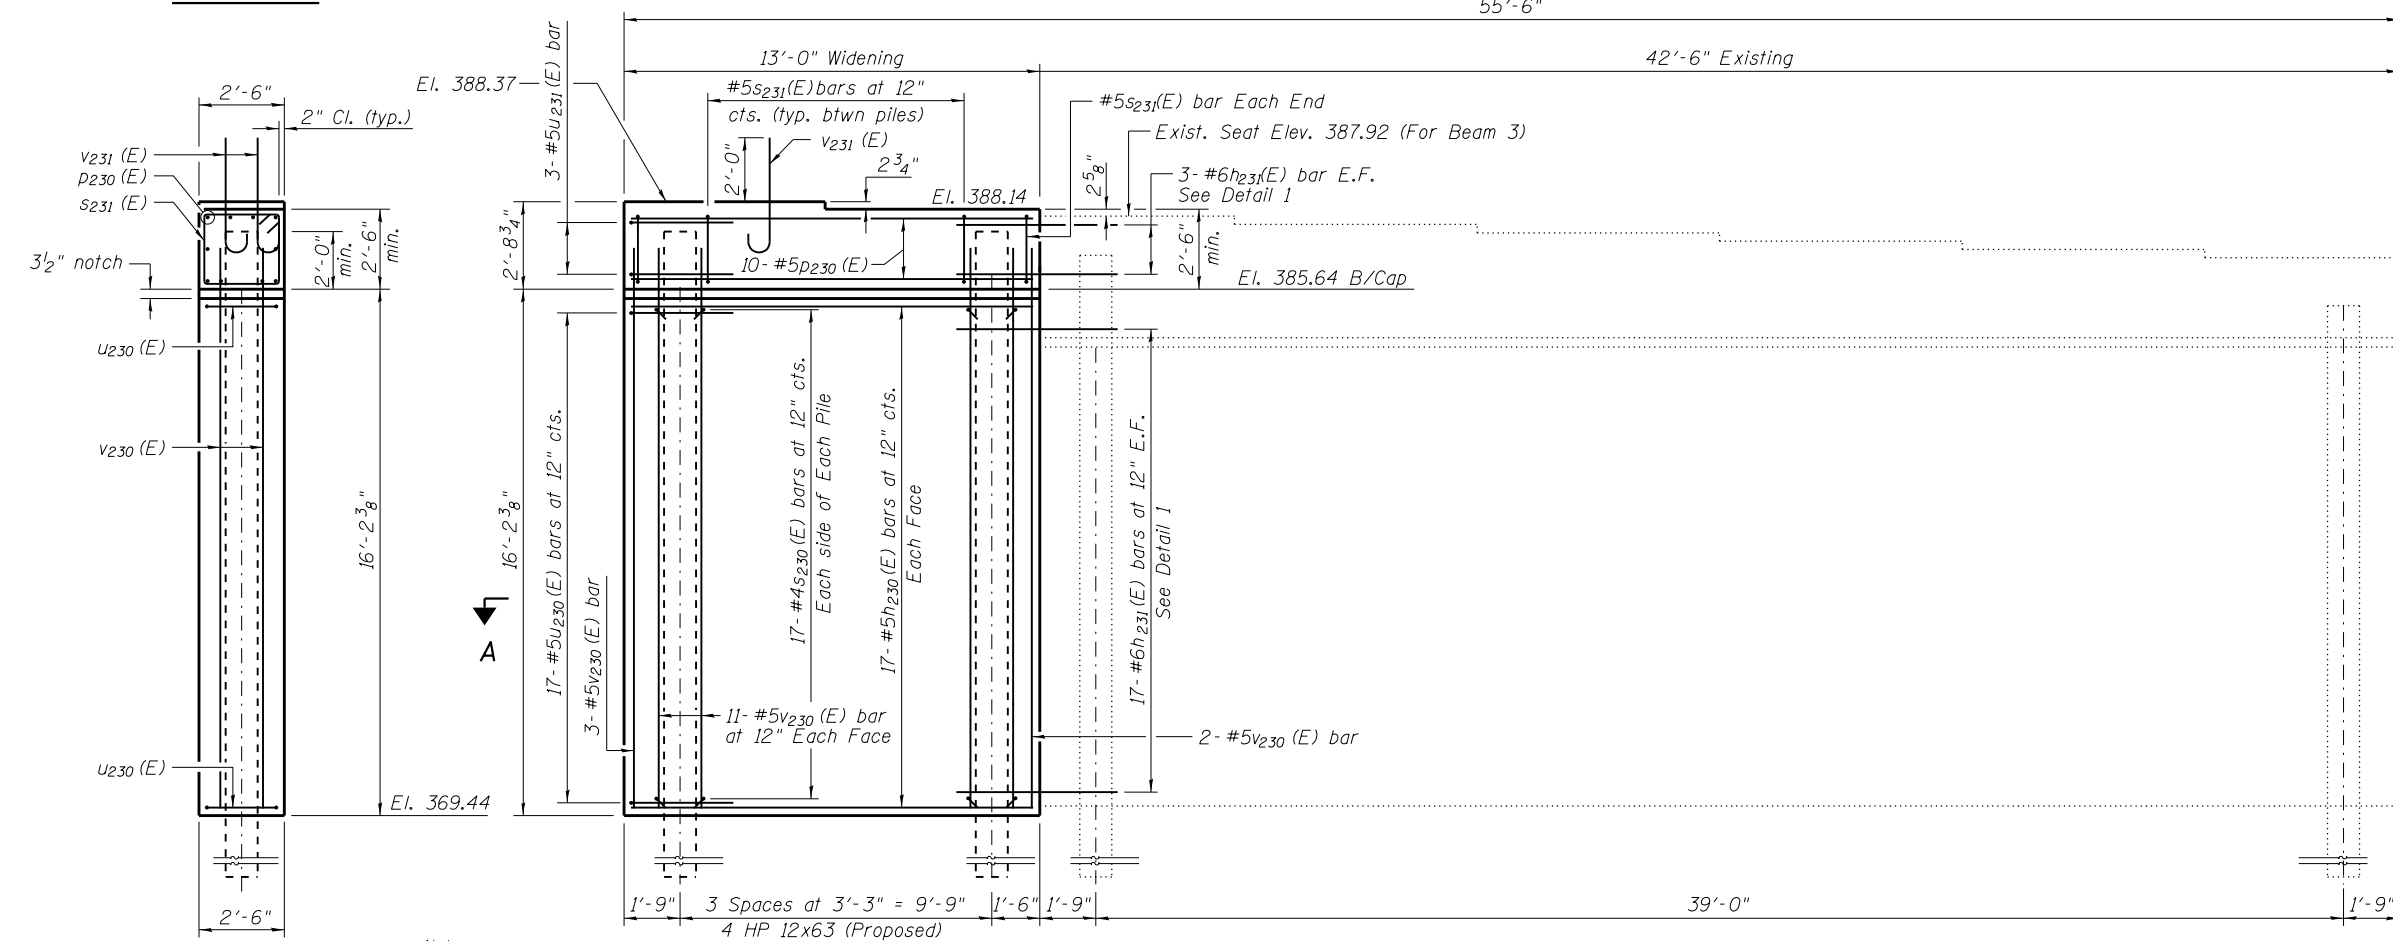 55'-6"
13'-0" Widening
42'-6" Existing
El. 388.37
3- #5u231(E) bar
#5s231(E)bars at 12"
cts. (typ. btwn piles)
#5s231(E) bar Each End
2'-6"
2" Cl. (typ.)
Exist. Seat Elev. 387.92 (For Beam 3)
v231 (E)
v231 (E)
p230 (E)
s231 (E)
2'-0"
2 3/4"
2 5/8"
3- #6h231(E) bar E.F.
See Detail 1
El. 388.14
2'-0"
min.
2'-6"
min.
2'-8 3/4"
2'-6"
min.
3 1/2" notch
10- #5p230 (E)
El. 385.64 B/Cap
u230 (E)
v230 (E)
16'-2 3/8"
16'-2 3/8"
17- #5u230(E) bars at 12" cts.
3- #5v230 (E) bar
17- #4s230(E) bars at 12" cts.
Each side of Each Pile
17- #5h230(E) bars at 12" cts.
Each Face
17- #6h231(E) bars at 12" E.F.
See Detail 1
A
11- #5v230 (E) bar
at 12" Each Face
2- #5v230 (E) bar
u230 (E)
El. 369.44
2'-6"
1'-9"
3 Spaces at 3'-3" = 9'-9"
1'-6"
1'-9"
39'-0"
1'-9"
4 HP 12x63 (Proposed)